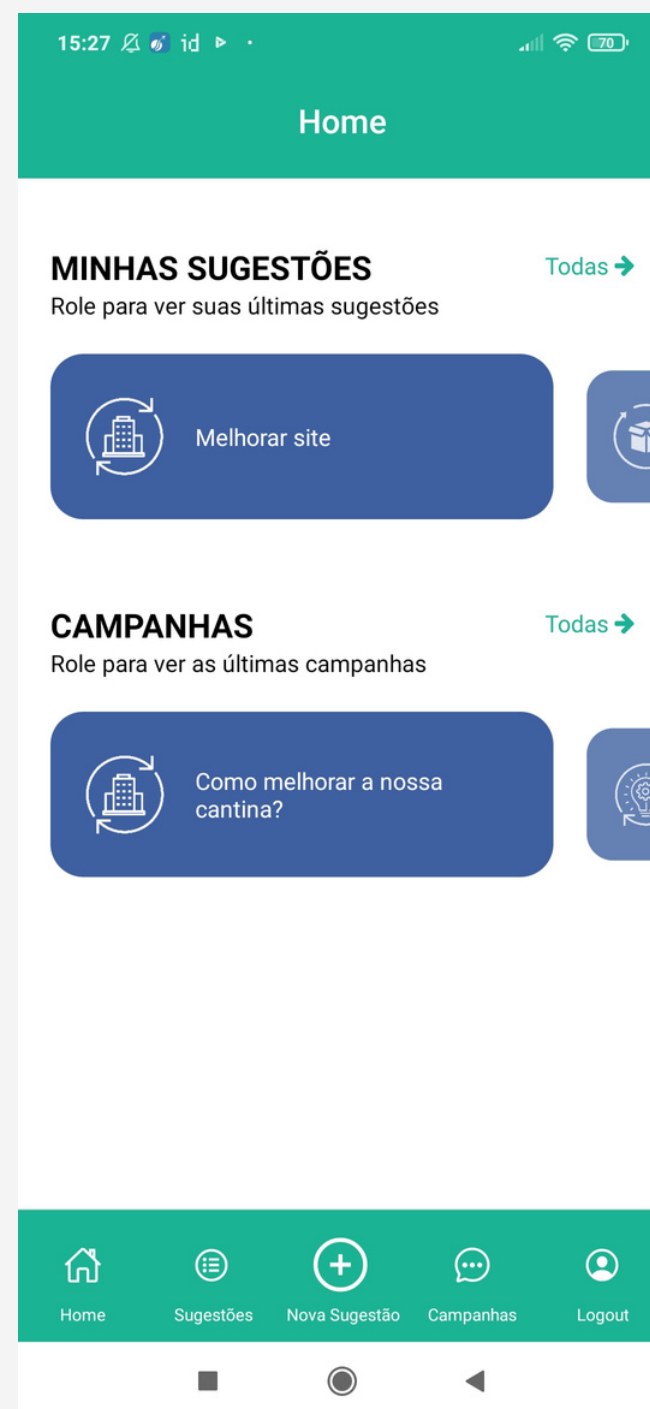 15:27 id
70
Home
MINHAS SUGESTÕES
Todas
Role para ver suas últimas sugestões
Melhorar site
CAMPANHAS
Todas
Role para ver as últimas campanhas
Como melhorar a nossa
cantina?
Home Sugestões Nova Sugestão Campanhas Logout